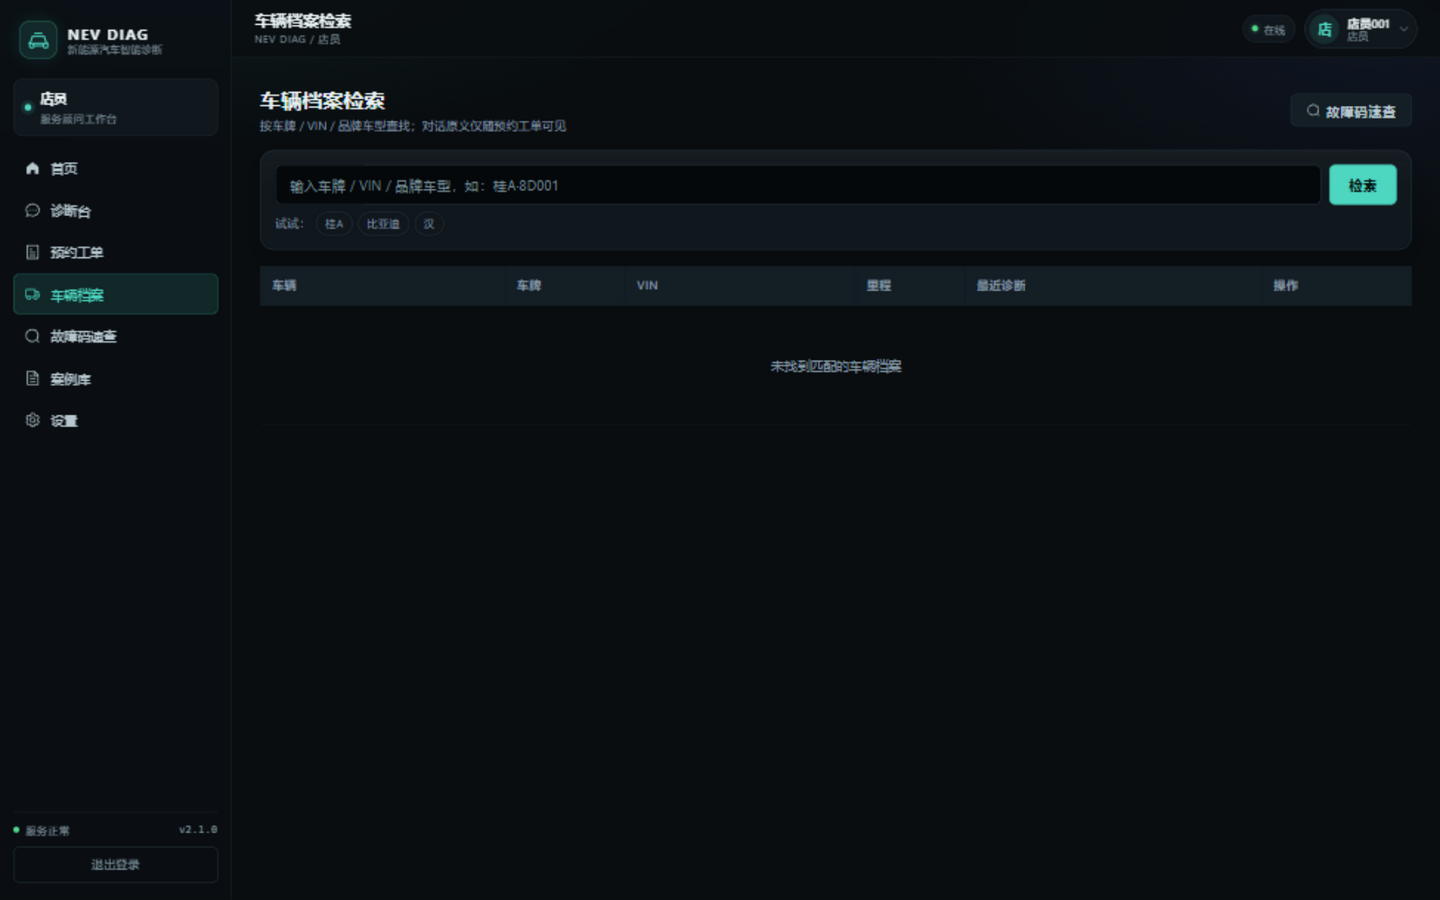 NEV DIAG
新能源汽车智能诊断
店员
服务顾问工作台
首页
诊断台
预约工单
车辆档案
故障码速查
案例库
设置
服务正常 v2.1.0
退出登录
车辆档案检索
NEV DIAG / 店员
在线
店
店员001
店员
车辆档案检索
按车牌 / VIN / 品牌车型查找；对话原文仅随预约工单可见
故障码速查
输入车牌 / VIN / 品牌车型，如：桂A·8D001
检索
试试： 桂A 比亚迪 汉
车辆 车牌 VIN 里程 最近诊断 操作
未找到匹配的车辆档案